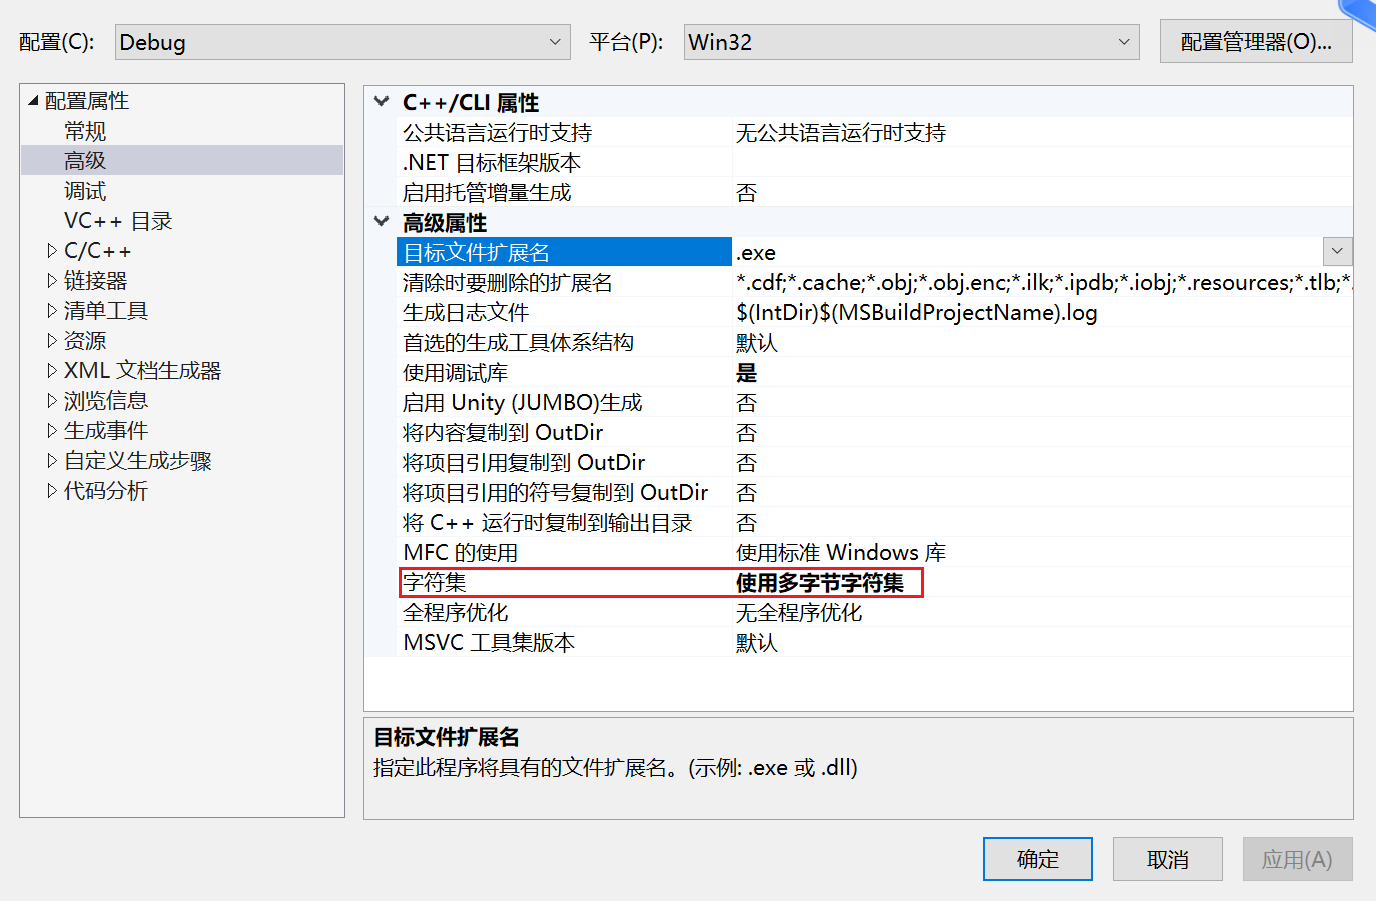 配置(C): Debug 平台(P): Win32 配置管理器(O)...
配置属性
常规
高级
调试
VC++ 目录
C/C++
链接器
清单工具
资源
XML 文档生成器
浏览信息
生成事件
自定义生成步骤
代码分析
C++/CLI 属性
公共语言运行时支持 无公共语言运行时支持
.NET 目标框架版本
启用托管增量生成 否
高级属性
目标文件扩展名 .exe
清除时要删除的扩展名 *.cdf;*.cache;*.obj;*.obj.enc;*.ilk;*.ipdb;*.iobj;*.resources;*.tlb;*.
生成日志文件 $(IntDir)$(MSBuildProjectName).log
首选的生成工具体系结构 默认
使用调试库 是
启用 Unity (JUMBO)生成 否
将内容复制到 OutDir 否
将项目引用复制到 OutDir 否
将项目引用的符号复制到 OutDir 否
将 C++ 运行时复制到输出目录 否
MFC 的使用 使用标准 Windows 库
字符集 使用多字节字符集
全程序优化 无全程序优化
MSVC 工具集版本 默认
目标文件扩展名
指定此程序将具有的文件扩展名。(示例: .exe 或 .dll)
确定 取消 应用(A)